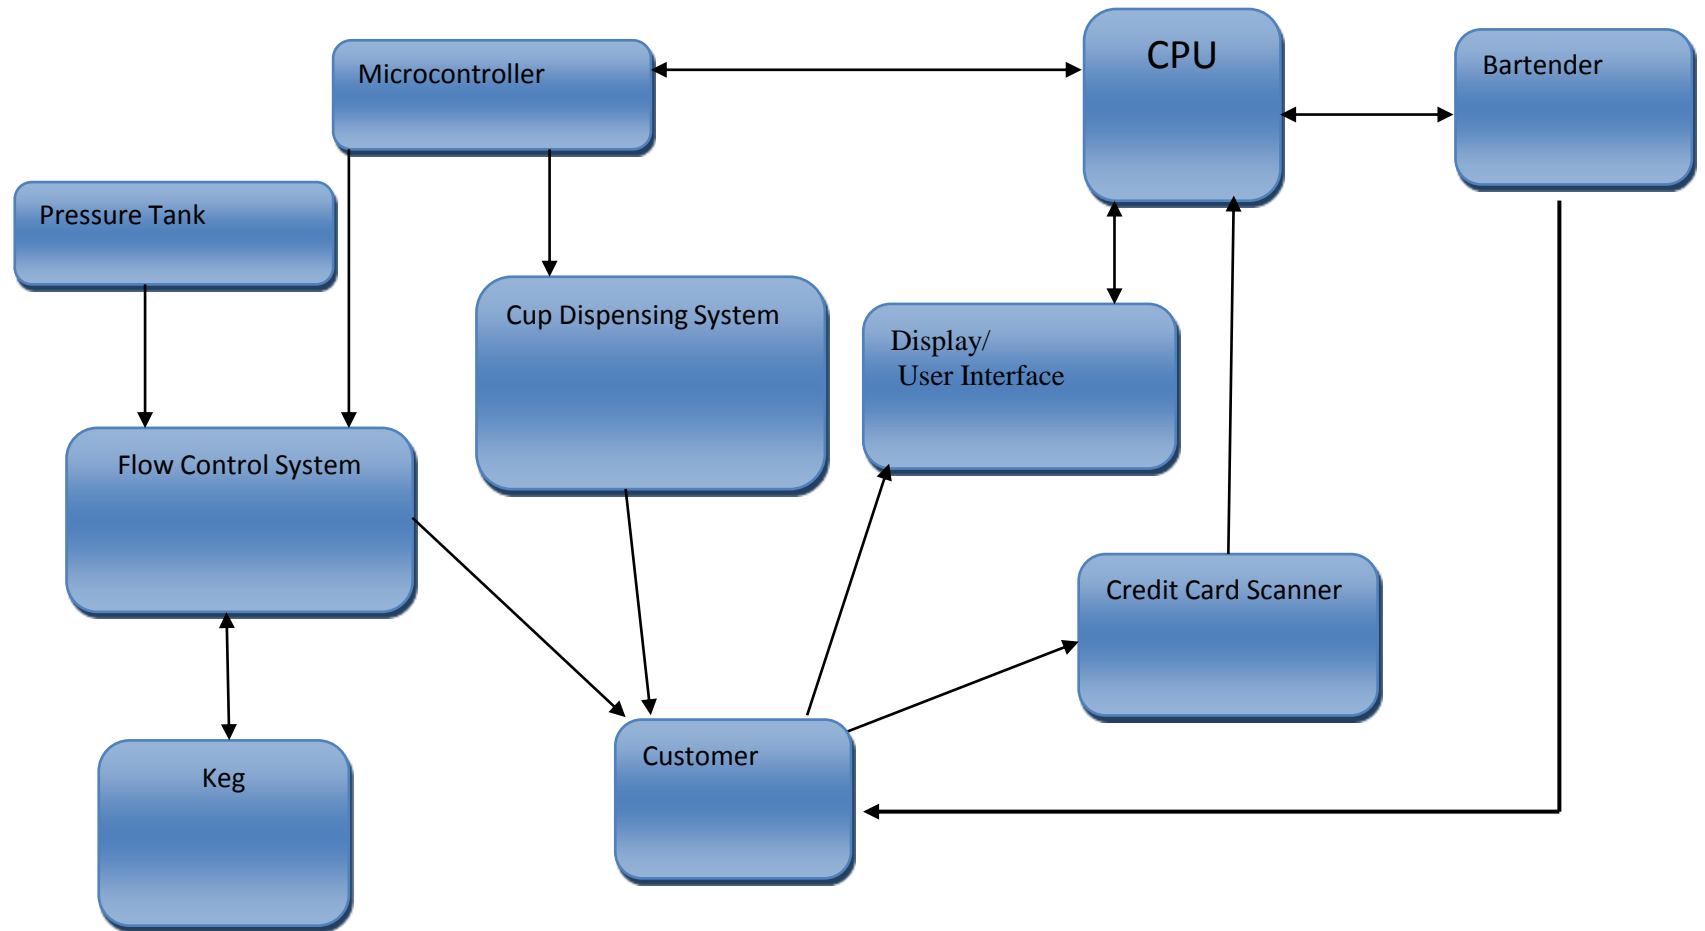 CPU
Microcontroller
Bartender
Pressure Tank
Cup Dispensing System
Display/
User Interface
Flow Control System
Credit Card Scanner
Customer
Keg